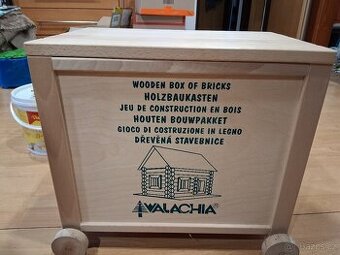 WOODEN BOX OF BRICKS
HOLZBAUKASTEN
JEU DE CONSTRUCTION EN BOIS
HOUTEN BOUWPAKKET
GIOCO DI COSTRUZIONE IN LEGNO
DŘEVĚNÁ STAVEBNICE
WALACHIA®